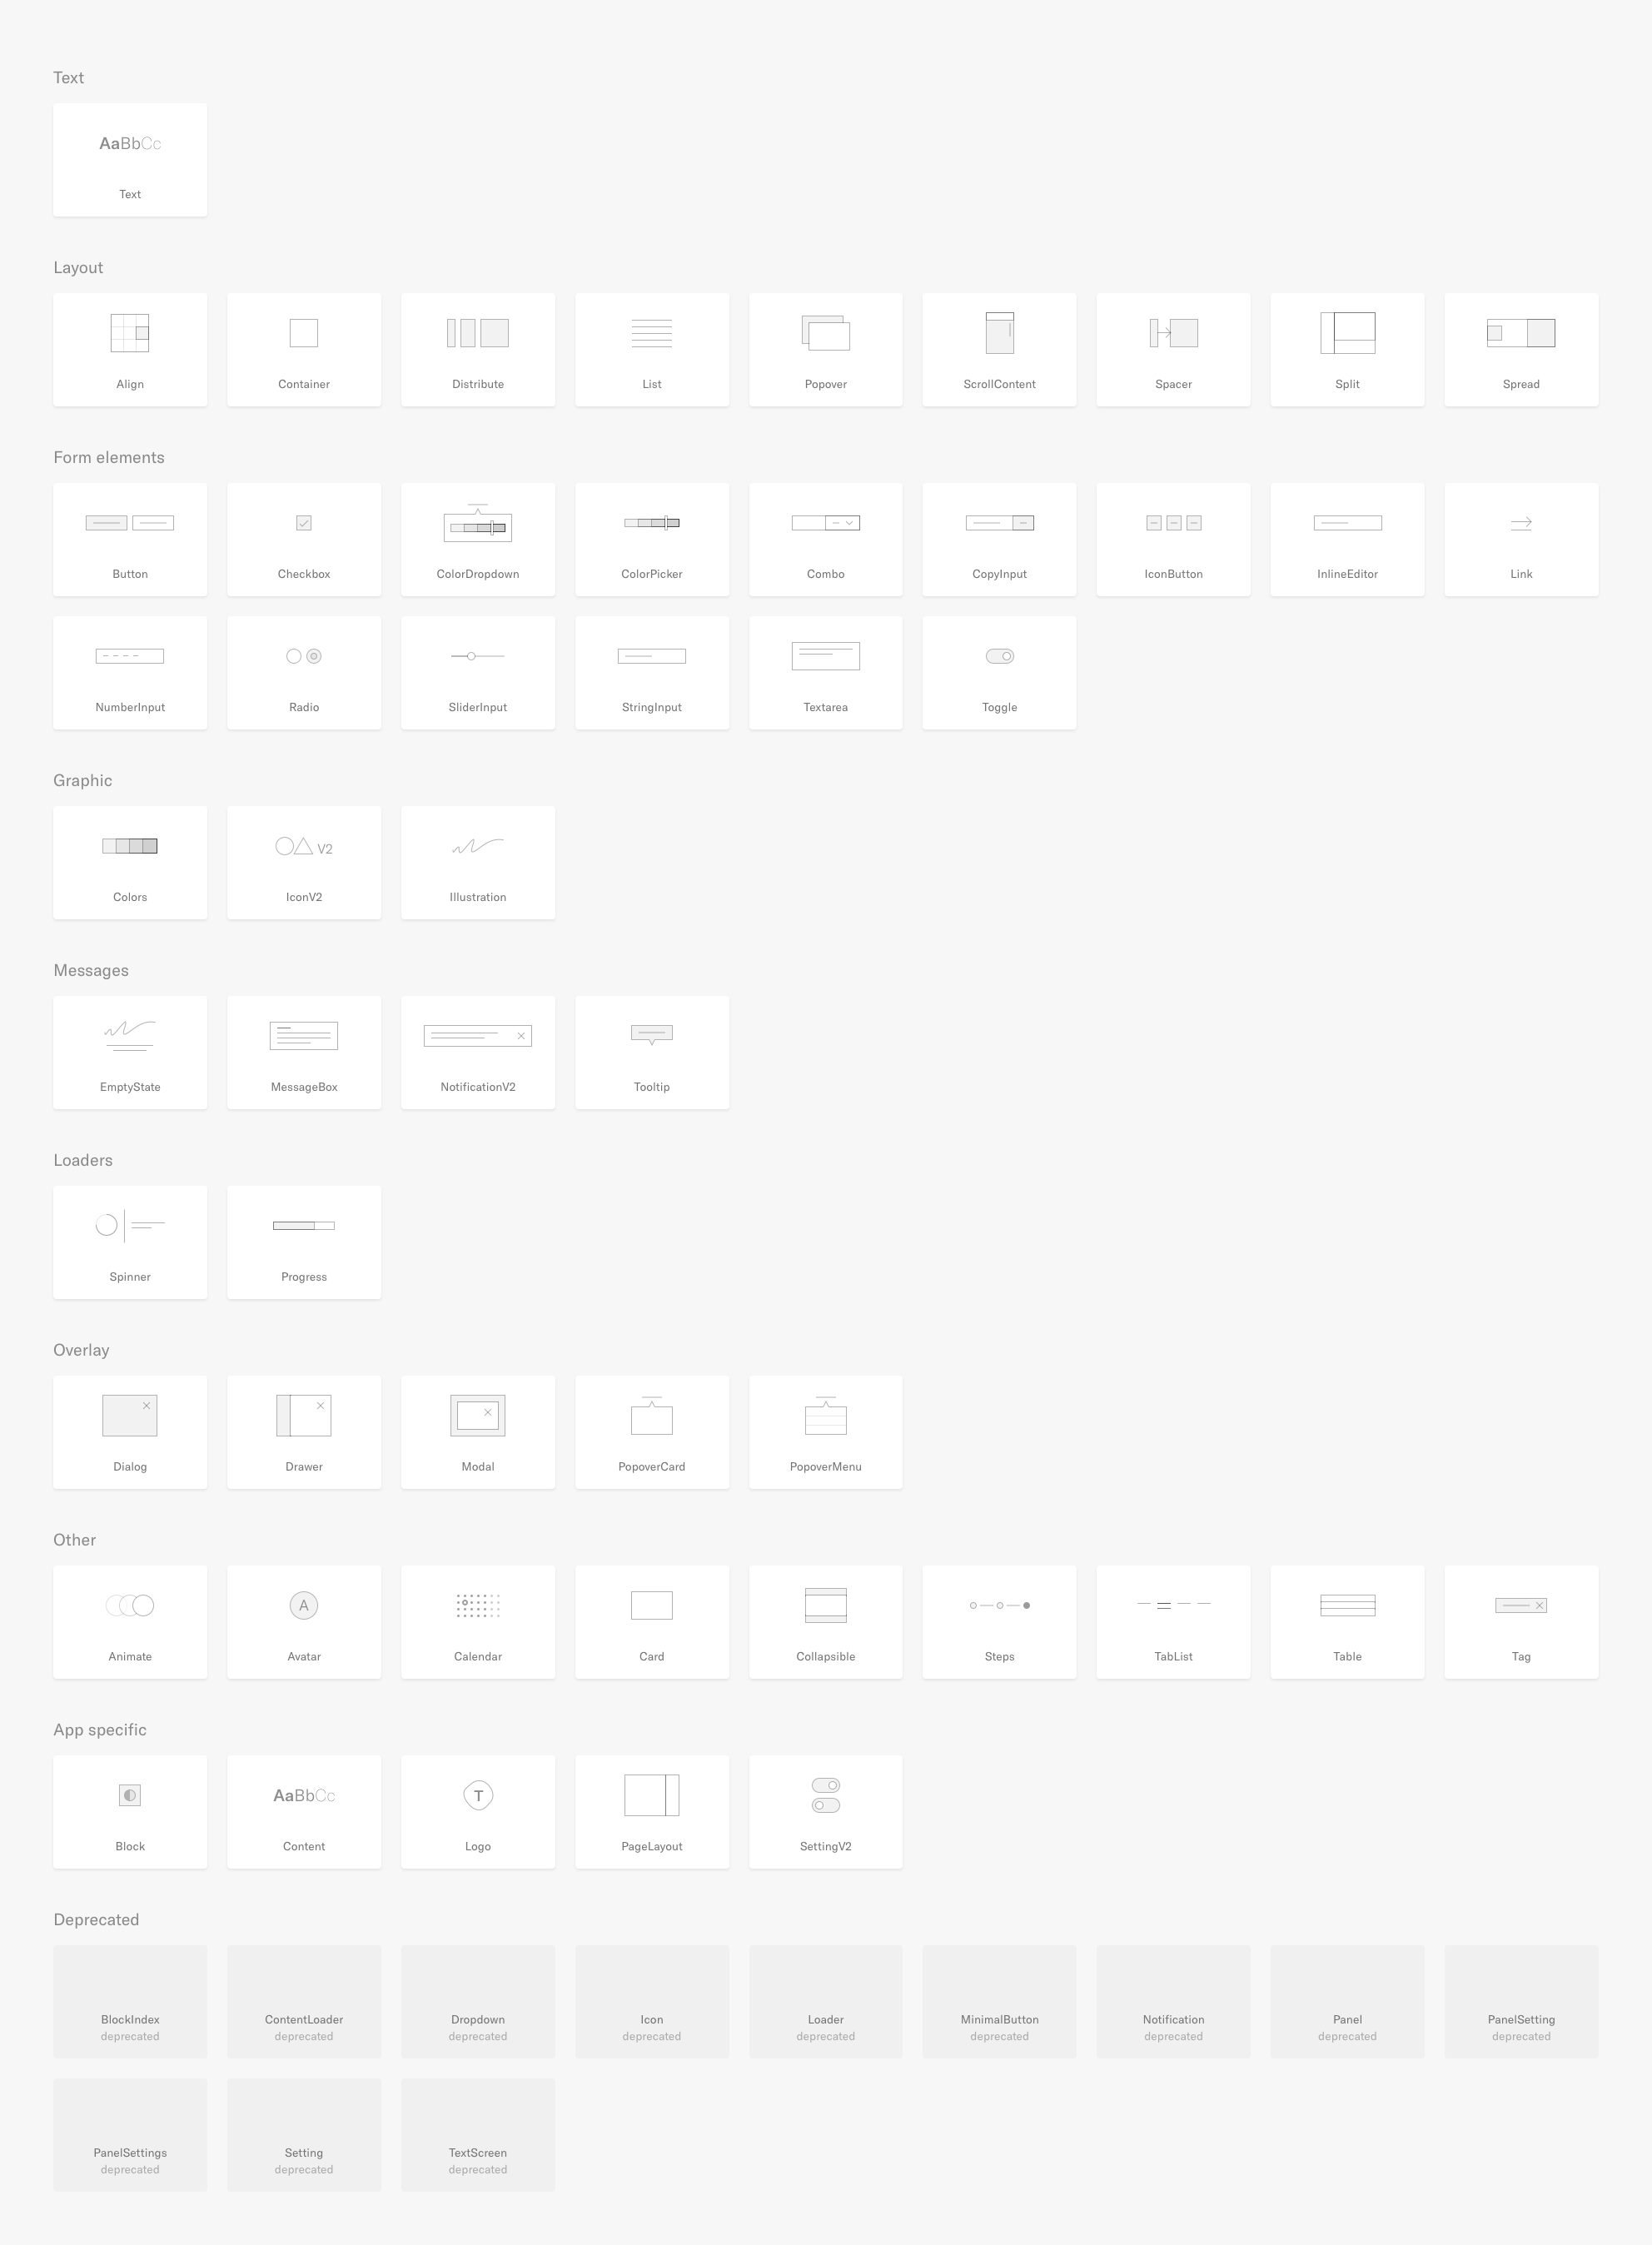 Text
AaBbCc
Text
Layout
Align
Container
Distribute
List
Popover
ScrollContent
Spacer
Split
Spread
Form elements
Button
Checkbox
ColorDropdown
ColorPicker
Combo
CopyInput
IconButton
InlineEditor
Link
NumberInput
Radio
SliderInput
StringInput
Textarea
Toggle
Graphic
Colors
V2
IconV2
Illustration
Messages
EmptyState
MessageBox
NotificationV2
Tooltip
Loaders
Spinner
Progress
Overlay
Dialog
Drawer
Modal
PopoverCard
PopoverMenu
Other
Animate
A
Avatar
Calendar
Card
Collapsible
Steps
TabList
Table
Tag
App specific
Block
AaBbCc
Content
T
Logo
PageLayout
SettingV2
Deprecated
BlockIndex
deprecated
ContentLoader
deprecated
Dropdown
deprecated
Icon
deprecated
Loader
deprecated
MinimalButton
deprecated
Notification
deprecated
Panel
deprecated
PanelSetting
deprecated
PanelSettings
deprecated
Setting
deprecated
TextScreen
deprecated